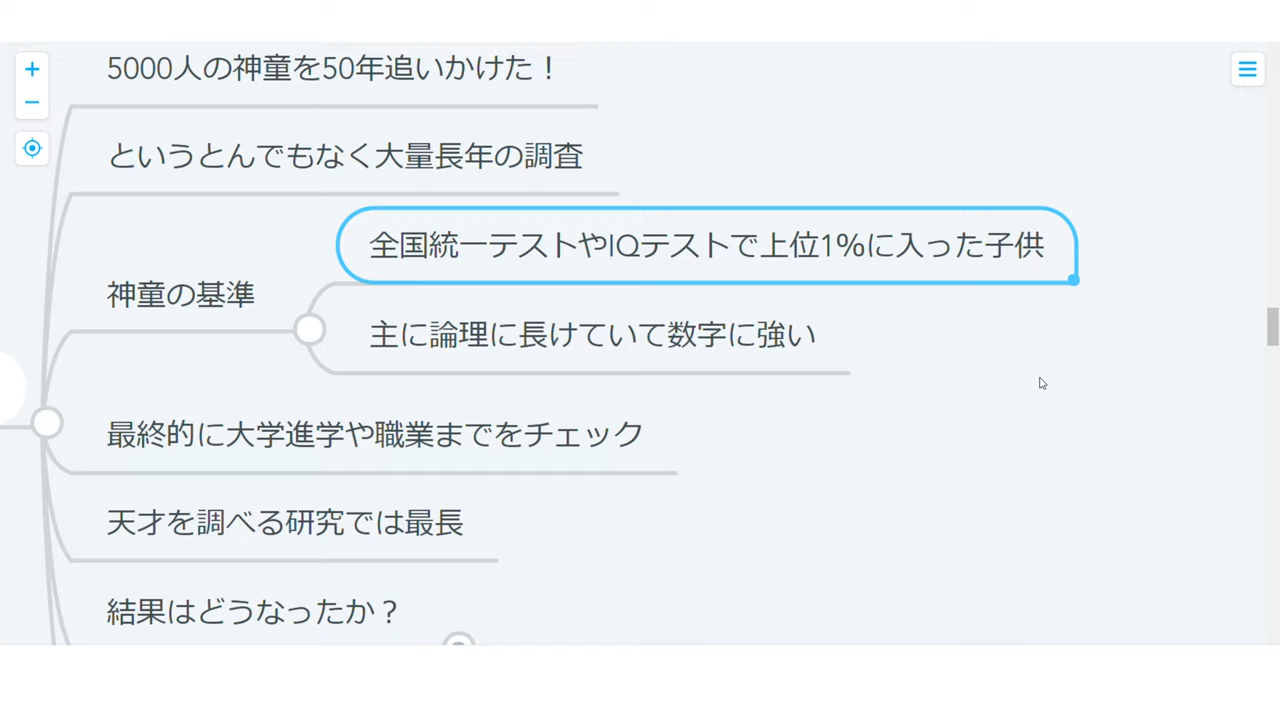 5000人の神童を50年追いかけた！
というとんでもなく大量長年の調査
全国統一テストやIQテストで上位1%に入った子供
神童の基準
主に論理に長けていて数字に強い
最終的に大学進学や職業までをチェック
天才を調べる研究では最長
結果はどうなったか？